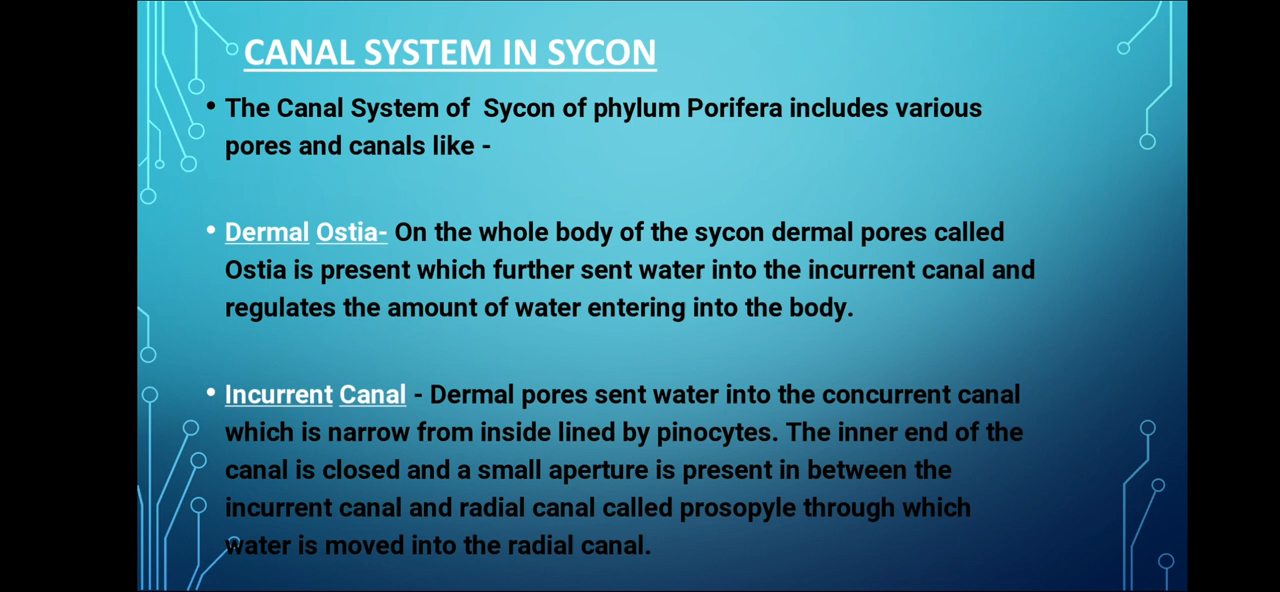 CANAL SYSTEM IN SYCON
• The Canal System of Sycon of phylum Porifera includes various
pores and canals like -
• Dermal Ostia- On the whole body of the sycon dermal pores called
Ostia is present which further sent water into the incurrent canal and
regulates the amount of water entering into the body.
• Incurrent Canal - Dermal pores sent water into the concurrent canal
which is narrow from inside lined by pinocytes. The inner end of the
canal is closed and a small aperture is present in between the
incurrent canal and radial canal called prosopyle through which
water is moved into the radial canal.